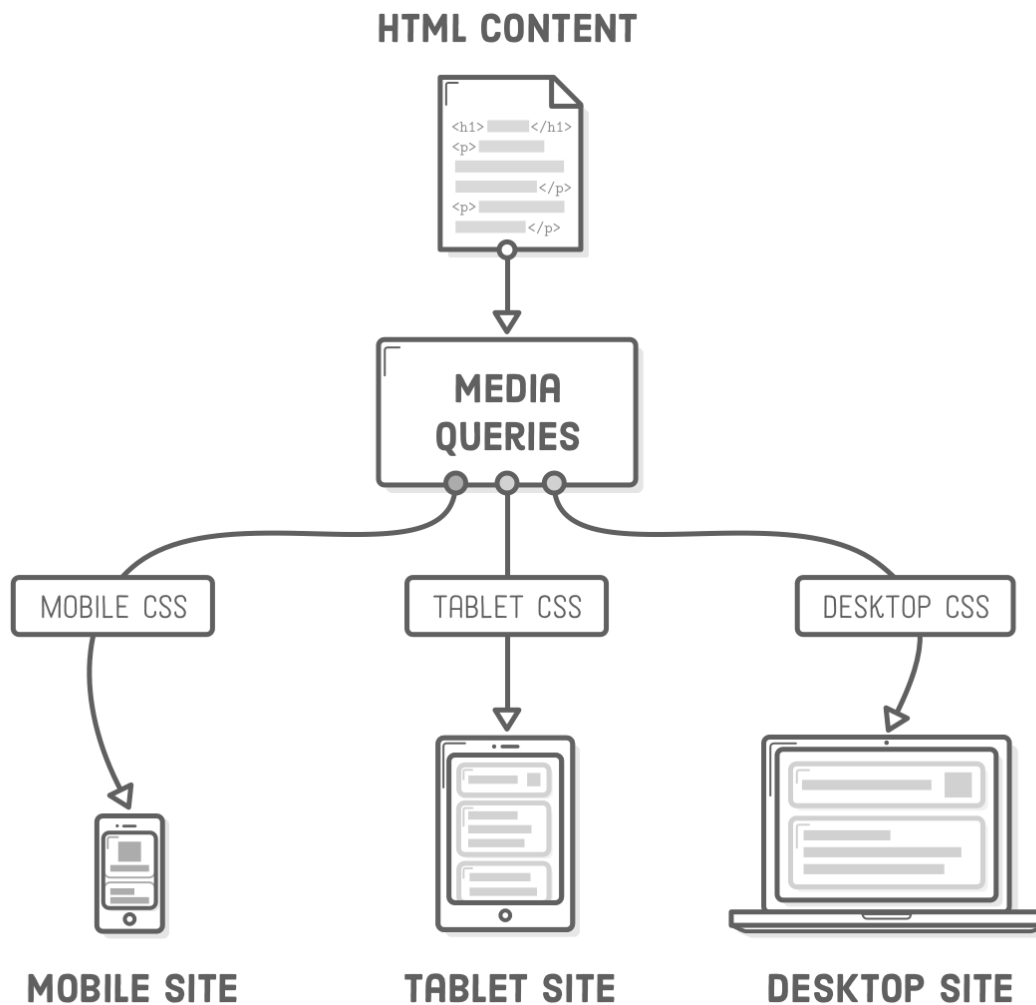 HTML CONTENT
<h1> </h1>
<p>
</p>
<p>
</p>
MEDIA
QUERIES
MOBILE CSS
TABLET CSS
DESKTOP CSS
MOBILE SITE
TABLET SITE
DESKTOP SITE